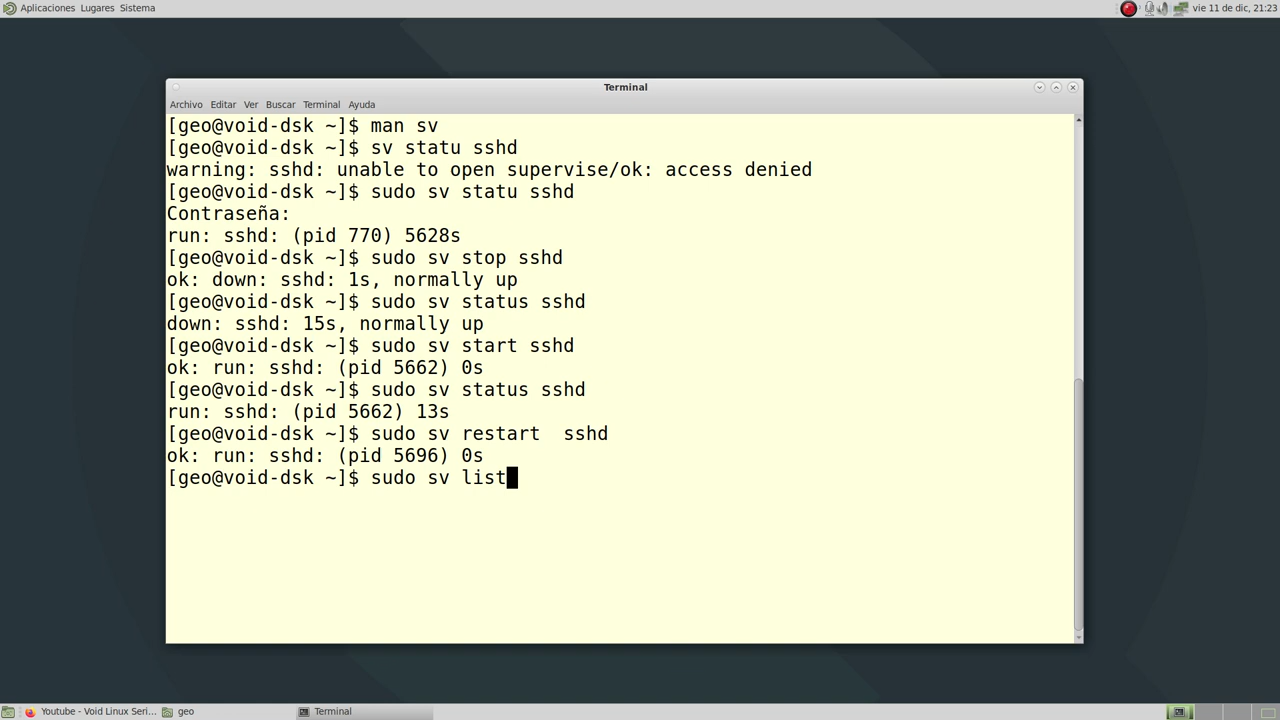 Aplicaciones Lugares Sistema
vie 11 de dic, 21:23
Terminal
Archivo Editar Ver Buscar Terminal Ayuda
[geo@void-dsk ~]$ man sv
[geo@void-dsk ~]$ sv statu sshd
warning: sshd: unable to open supervise/ok: access denied
[geo@void-dsk ~]$ sudo sv statu sshd
Contraseña:
run: sshd: (pid 770) 5628s
[geo@void-dsk ~]$ sudo sv stop sshd
ok: down: sshd: 1s, normally up
[geo@void-dsk ~]$ sudo sv status sshd
down: sshd: 15s, normally up
[geo@void-dsk ~]$ sudo sv start sshd
ok: run: sshd: (pid 5662) 0s
[geo@void-dsk ~]$ sudo sv status sshd
run: sshd: (pid 5662) 13s
[geo@void-dsk ~]$ sudo sv restart  sshd
ok: run: sshd: (pid 5696) 0s
[geo@void-dsk ~]$ sudo sv list
Youtube - Void Linux Seri... geo Terminal